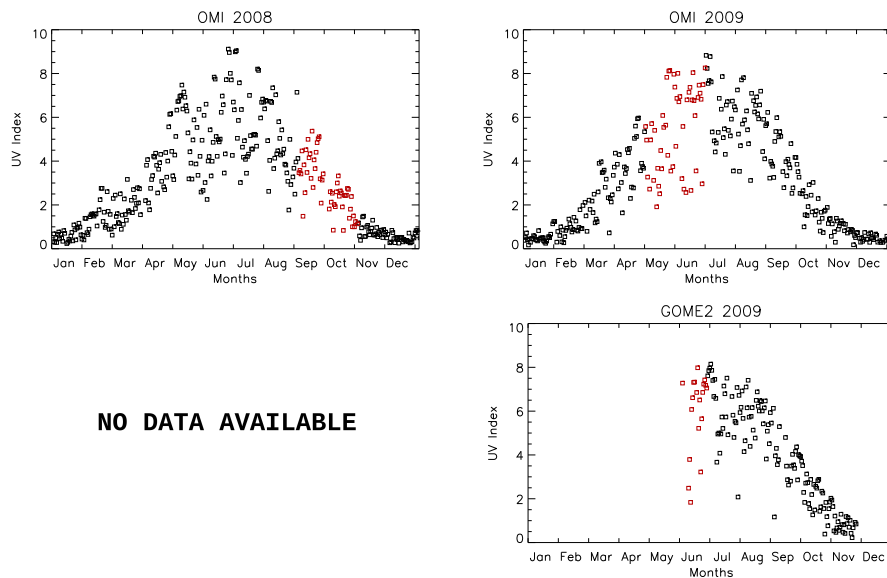 OMI 2008
10
8
6
4
2
0
UV Index
Jan Feb Mar Apr May Jun Jul Aug Sep Oct Nov Dec
Months
OMI 2009
10
8
6
4
2
0
UV Index
Jan Feb Mar Apr May Jun Jul Aug Sep Oct Nov Dec
Months
NO DATA AVAILABLE
GOME2 2009
10
8
6
4
2
0
UV Index
Jan Feb Mar Apr May Jun Jul Aug Sep Oct Nov Dec
Months